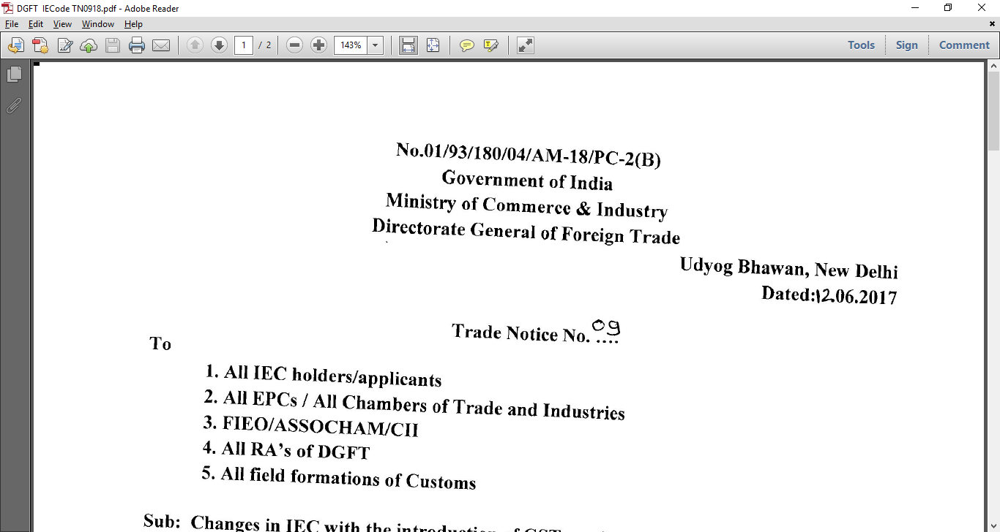 DGFT IECode TN0918.pdf - Adobe Reader
File Edit View Window Help
1 / 2 143% Tools Sign Comment
No.01/93/180/04/AM-18/PC-2(B)
Government of India
Ministry of Commerce & Industry
Directorate General of Foreign Trade
Udyog Bhawan, New Delhi
Dated:12.06.2017
Trade Notice No. 09
....
To
1. All IEC holders/applicants
2. All EPCs / All Chambers of Trade and Industries
3. FIEO/ASSOCHAM/CII
4. All RA's of DGFT
5. All field formations of Customs
Sub: Changes in IEC with the introduction of GST